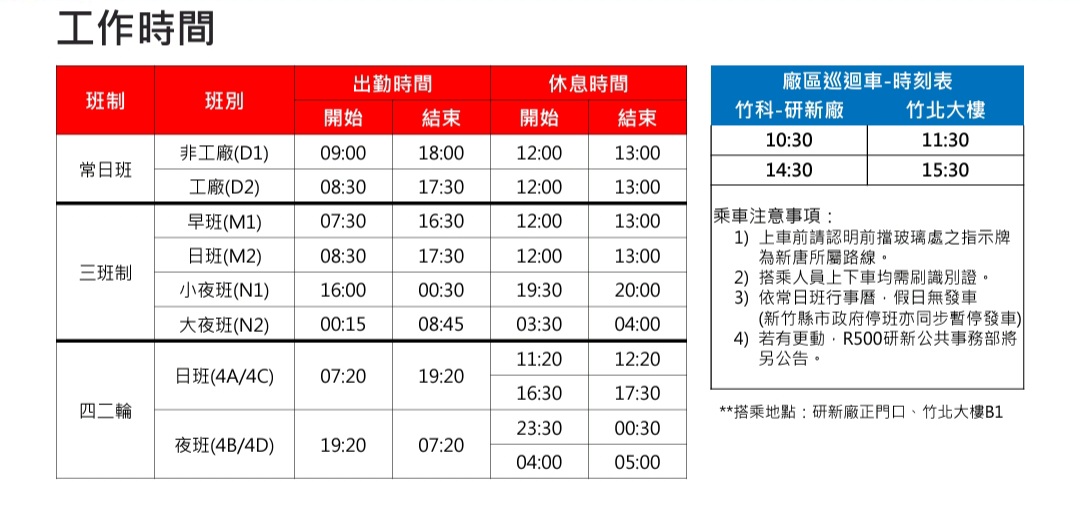 工作時間
班制 班別 出勤時間 休息時間
開始 結束 開始 結束
常日班 非工廠(D1) 09:00 18:00 12:00 13:00
工廠(D2) 08:30 17:30 12:00 13:00
三班制 早班(M1) 07:30 16:30 12:00 13:00
日班(M2) 08:30 17:30 12:00 13:00
小夜班(N1) 16:00 00:30 19:30 20:00
大夜班(N2) 00:15 08:45 03:30 04:00
四二輪 日班(4A/4C) 07:20 19:20 11:20 12:20
16:30 17:30
夜班(4B/4D) 19:20 07:20 23:30 00:30
04:00 05:00
廠區巡迴車-時刻表
竹科-研新廠 竹北大樓
10:30 11:30
14:30 15:30
乘車注意事項：
1) 上車前請認明前擋玻璃處之指示牌
為新唐所屬路線。
2) 搭乘人員上下車均需刷識別證。
3) 依常日班行事曆，假日無發車
(新竹縣市政府停班亦同步暫停發車)
4) 若有更動，R500研新公共事務部將
另公告。
**搭乘地點：研新廠正門口、竹北大樓B1